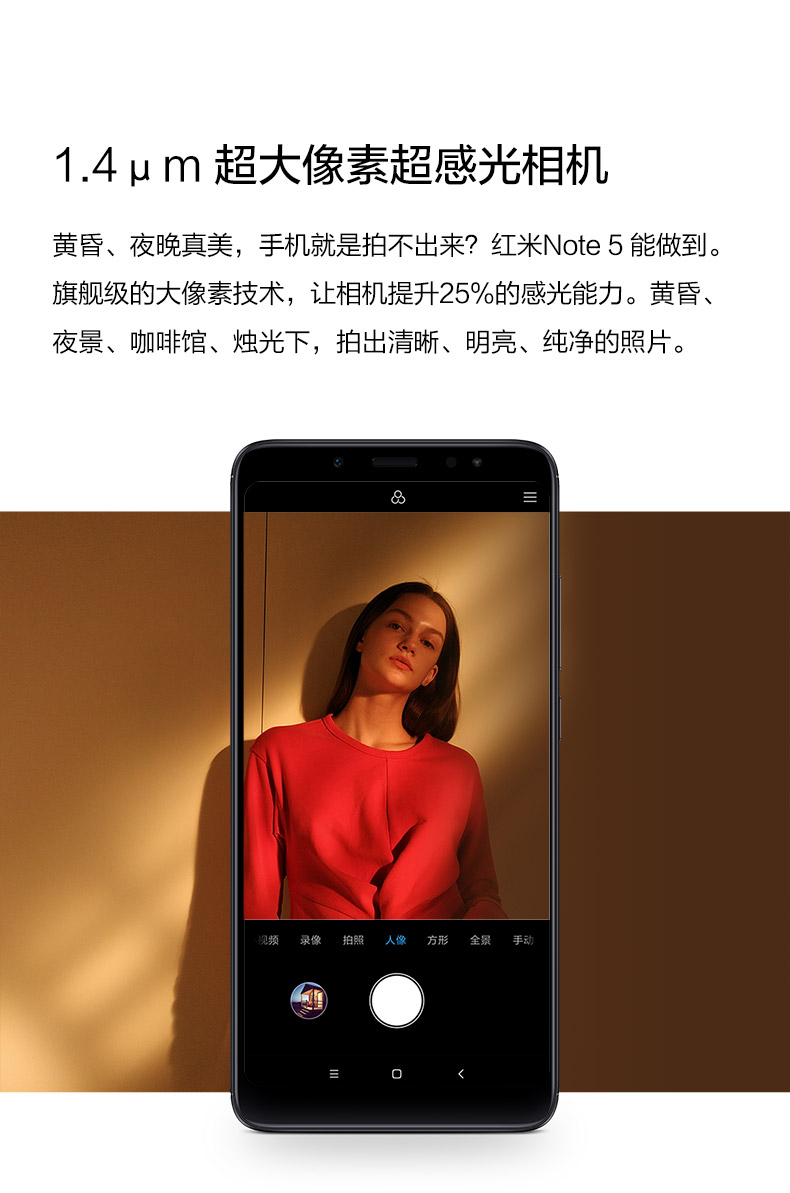 1.4μm 超大像素超感光相机
黄昏、夜晚真美，手机就是拍不出来？红米Note 5 能做到。
旗舰级的大像素技术，让相机提升25%的感光能力。黄昏、
夜景、咖啡馆、烛光下，拍出清晰、明亮、纯净的照片。
视频 录像 拍照 人像 方形 全景 手动